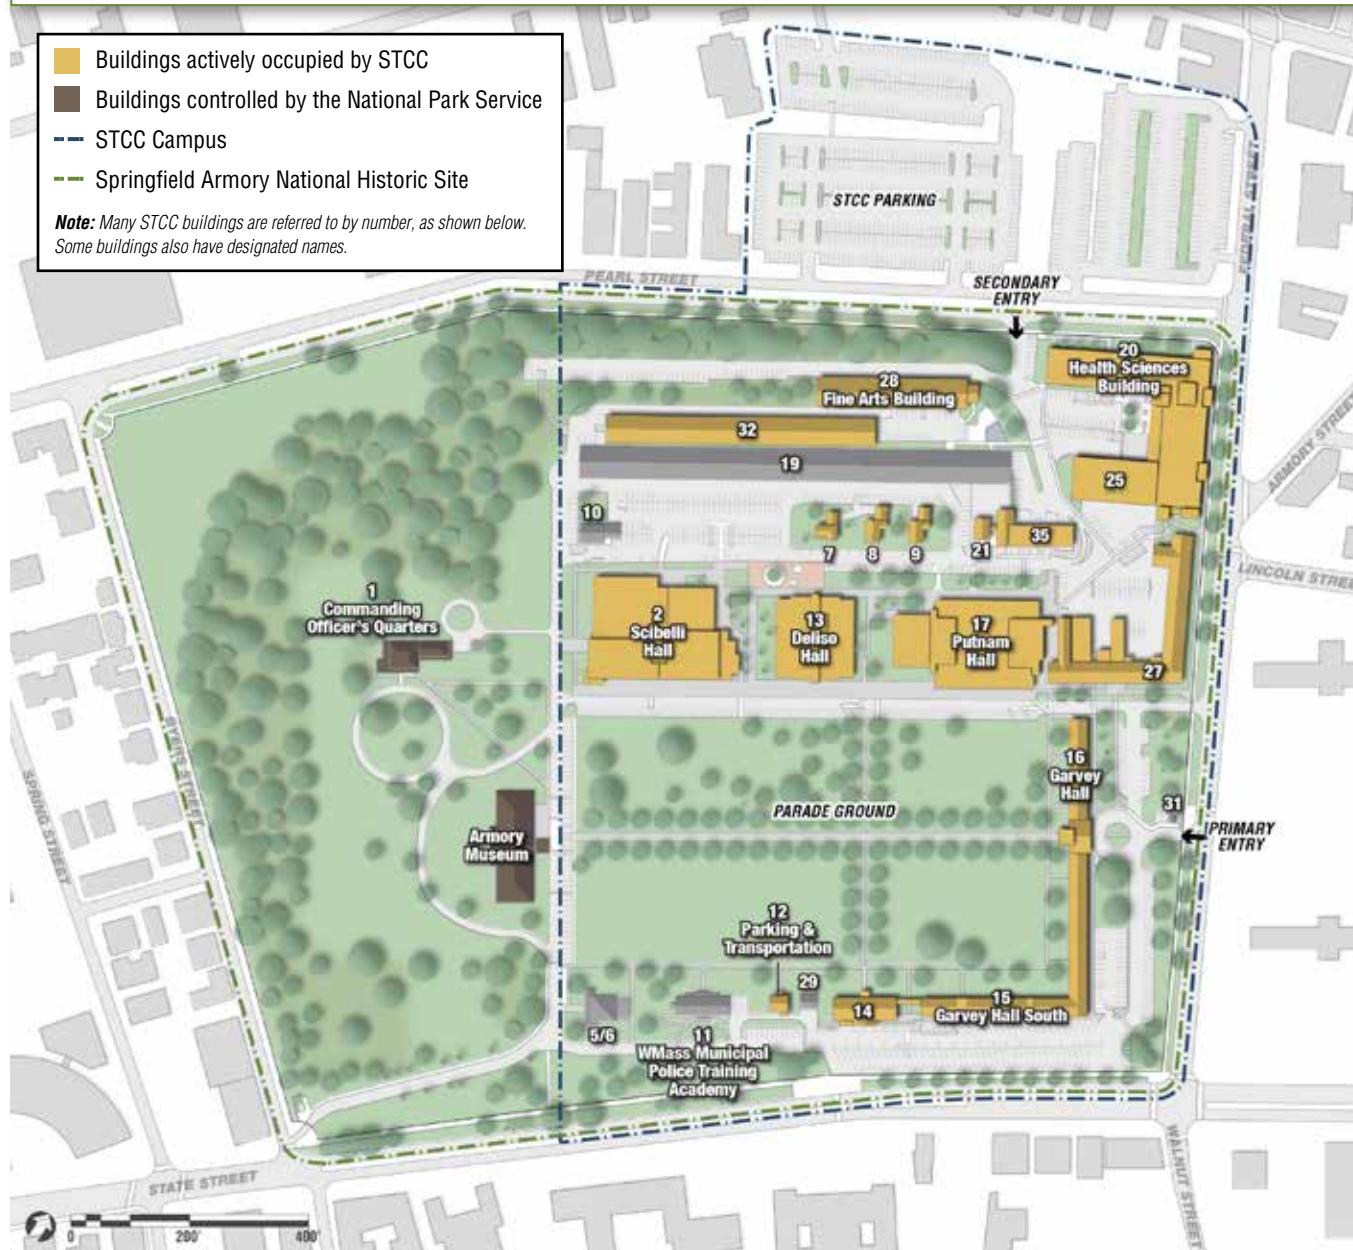 Buildings actively occupied by STCC
Buildings controlled by the National Park Service
STCC Campus
Springfield Armory National Historic Site
Note: Many STCC buildings are referred to by number, as shown below.
Some buildings also have designated names.
STCC PARKING
FEDERAL STREET
PEARL STREET
SECONDARY
ENTRY
20
Health Sciences
Building
28
Fine Arts Building
32
19
25
ARMORY STREET
10
7
8
9
21
35
LINCOLN STREET
1
Commanding
Officer's Quarters
2
Scibelli
Hall
13
Deliso
Hall
17
Putnam
Hall
27
BYERS STREET
SPRING STREET
16
Garvey
Hall
31
PARADE GROUND
PRIMARY
ENTRY
Armory
Museum
12
Parking &
Transportation
29
14
15
Garvey Hall South
5/6
11
WMass Municipal
Police Training
Academy
WALNUT STREET
STATE STREET
0
200'
400'